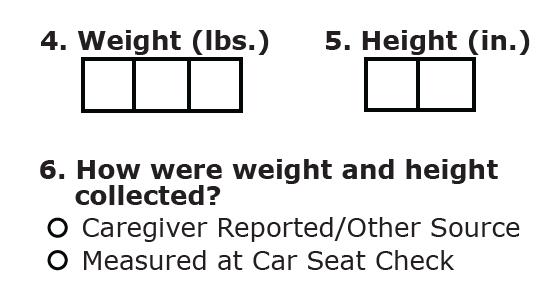 4. Weight (lbs.)
5. Height (in.)
6. How were weight and height
collected?
Caregiver Reported/Other Source
Measured at Car Seat Check